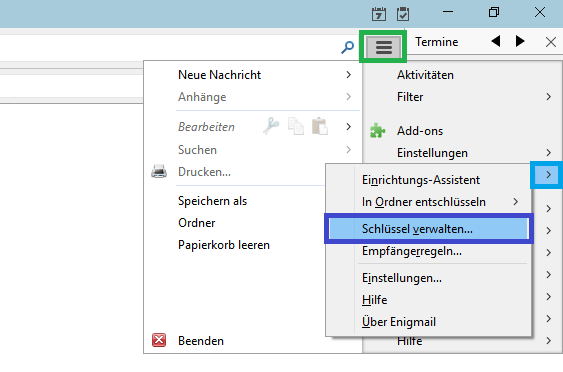 7
Termine
Neue Nachricht
Anhänge
Bearbeiten
Suchen
Drucken...
Speichern als
Ordner
Papierkorb leeren
Beenden
Aktivitäten
Filter
Add-ons
Einstellungen
Einrichtungs-Assistent
In Ordner entschlüsseln
Schlüssel verwalten...
Empfängerregeln...
Einstellungen...
Hilfe
Über Enigmail
Hilfe